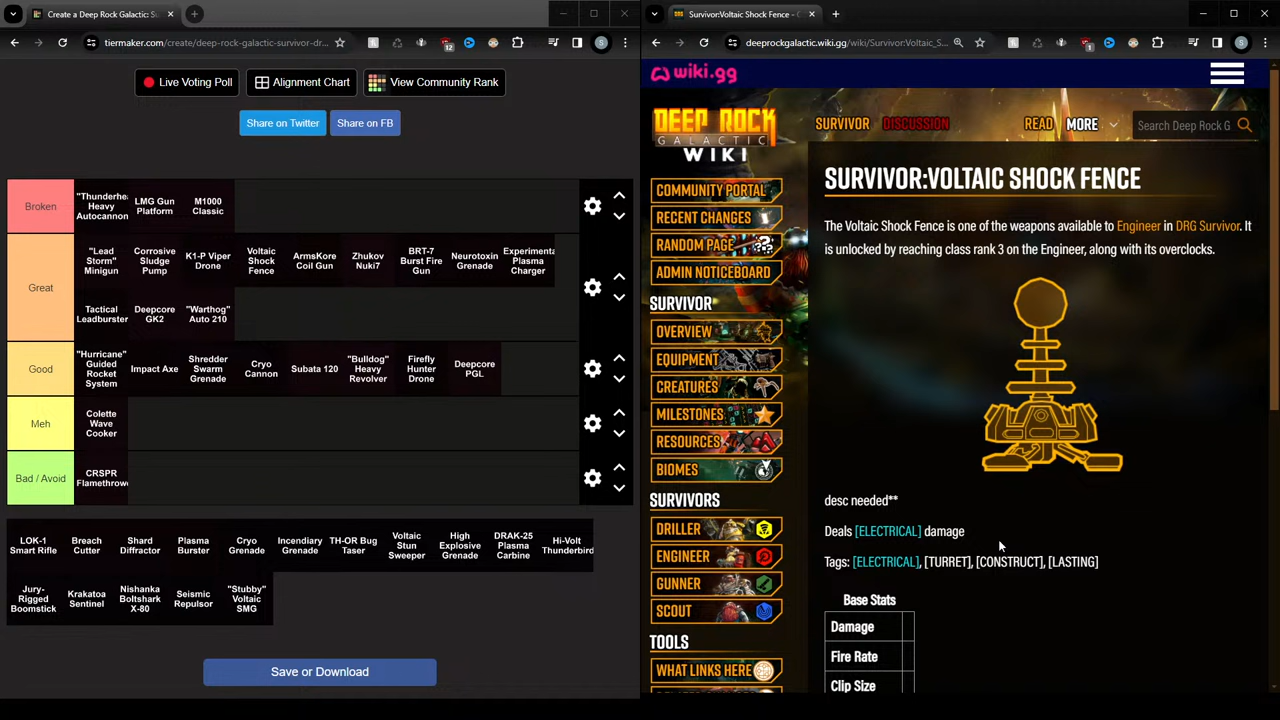 Create a Deep Rock Galactic: Su
Survivor:Voltaic Shock Fence -
tiermaker.com/create/deep-rock-galactic-survivor-dr...
12
S
deeprockgalactic.wiki.gg/wiki/Survivor:Voltaic_S...
1
S
Live Voting Poll
Alignment Chart
View Community Rank
Share on Twitter
Share on FB
Broken
"Thunderhe
Heavy
Autocannon
LMG Gun
Platform
M1000
Classic
Great
"Lead
Storm"
Minigun
Corrosive
Sludge
Pump
K1-P Viper
Drone
Voltaic
Shock
Fence
ArmsKore
Coil Gun
Zhukov
Nuki7
BRT-7
Burst Fire
Gun
Neurotoxin
Grenade
Experimenta
Plasma
Charger
Tactical
Leadburster
Deepcore
GK2
"Warthog"
Auto 210
Good
"Hurricane"
Guided
Rocket
System
Impact Axe
Shredder
Swarm
Grenade
Cryo
Cannon
Subata 120
"Bulldog"
Heavy
Revolver
Firefly
Hunter
Drone
Deepcore
PGL
Meh
Colette
Wave
Cooker
Bad / Avoid
CRSPR
Flamethrowe
LOK-1
Smart Rifle
Breach
Cutter
Shard
Diffractor
Plasma
Burster
Cryo
Grenade
Incendiary
Grenade
TH-OR Bug
Taser
Voltaic
Stun
Sweeper
High
Explosive
Grenade
DRAK-25
Plasma
Carbine
Hi-Volt
Thunderbird
Jury-
Rigged
Boomstick
Krakatoa
Sentinel
Nishanka
Boltshark
X-80
Seismic
Repulsor
"Stubby"
Voltaic
SMG
Save or Download
wiki.gg
DEEP ROCK
GALACTIC
WIKI
SURVIVOR
DISCUSSION
READ
MORE
Search Deep Rock G
COMMUNITY PORTAL
RECENT CHANGES
RANDOM PAGE
ADMIN NOTICEBOARD
SURVIVOR
OVERVIEW
EQUIPMENT
CREATURES
MILESTONES
RESOURCES
BIOMES
SURVIVORS
DRILLER
ENGINEER
GUNNER
SCOUT
TOOLS
WHAT LINKS HERE
SURVIVOR:VOLTAIC SHOCK FENCE
The Voltaic Shock Fence is one of the weapons available to Engineer in DRG Survivor. It
is unlocked by reaching class rank 3 on the Engineer, along with its overclocks.
desc needed**
Deals [ELECTRICAL] damage
Tags: [ELECTRICAL], [TURRET], [CONSTRUCT], [LASTING]
Base Stats
Damage
Fire Rate
Clip Size